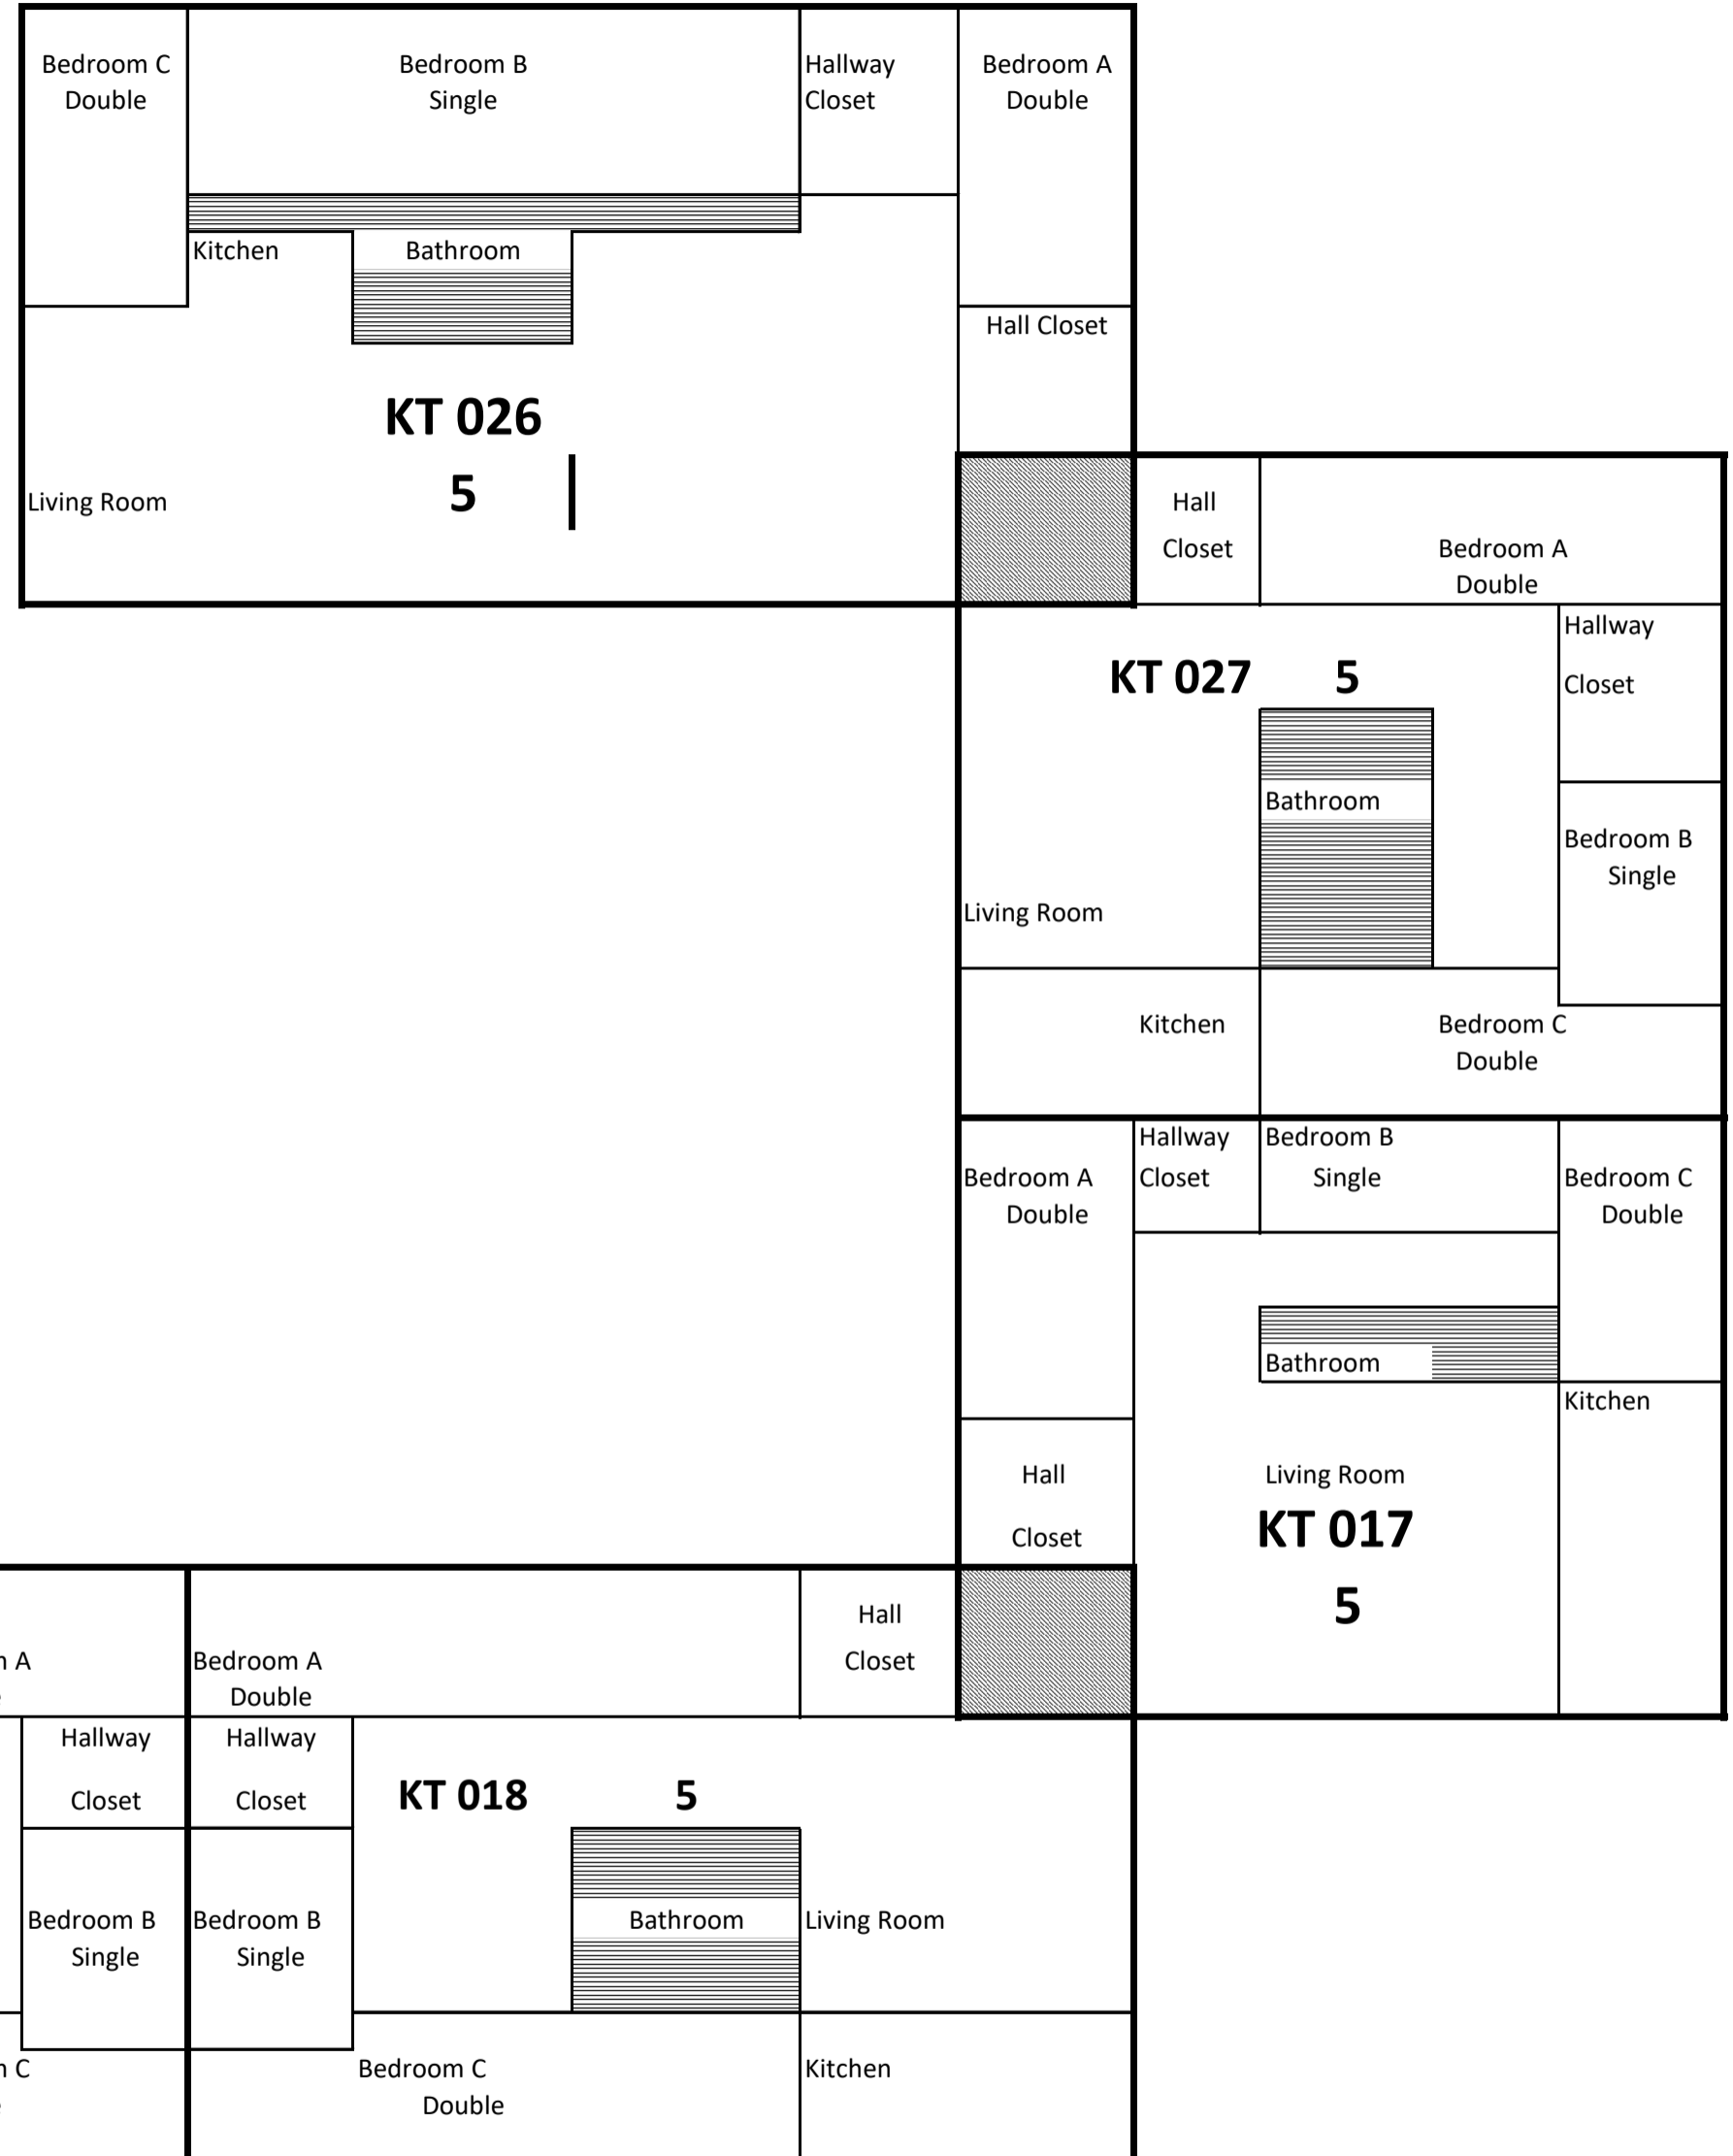 Bedroom C
Double
Bedroom B
Single
Hallway
Closet
Bedroom A
Double
Kitchen
Bathroom
Hall Closet
KT 026
5
Living Room
Hall
Closet
Bedroom A
Double
Hallway
Closet
KT 027 5
Bathroom
Bedroom B
Single
Living Room
Kitchen
Bedroom C
Double
Bedroom A
Double
Hallway
Closet
Bedroom B
Single
Bedroom C
Double
Bathroom
Kitchen
Hall
Closet
Living Room
KT 017
5
A
Bedroom A
Double
Hall
Closet
Hallway
Closet
Hallway
Closet
KT 018 5
Bedroom B
Single
Bedroom B
Single
Bathroom
Living Room
C
Bedroom C
Double
Kitchen